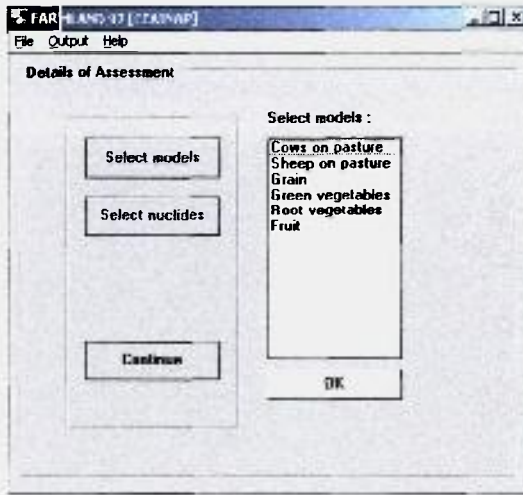 FARMLAND
File Output Help
Details of Assessment
Select models
Select nuclides
Continue
Select models :
Cows on pasture
Sheep on pasture
Grain
Green vegetables
Root vegetables
Fruit
OK